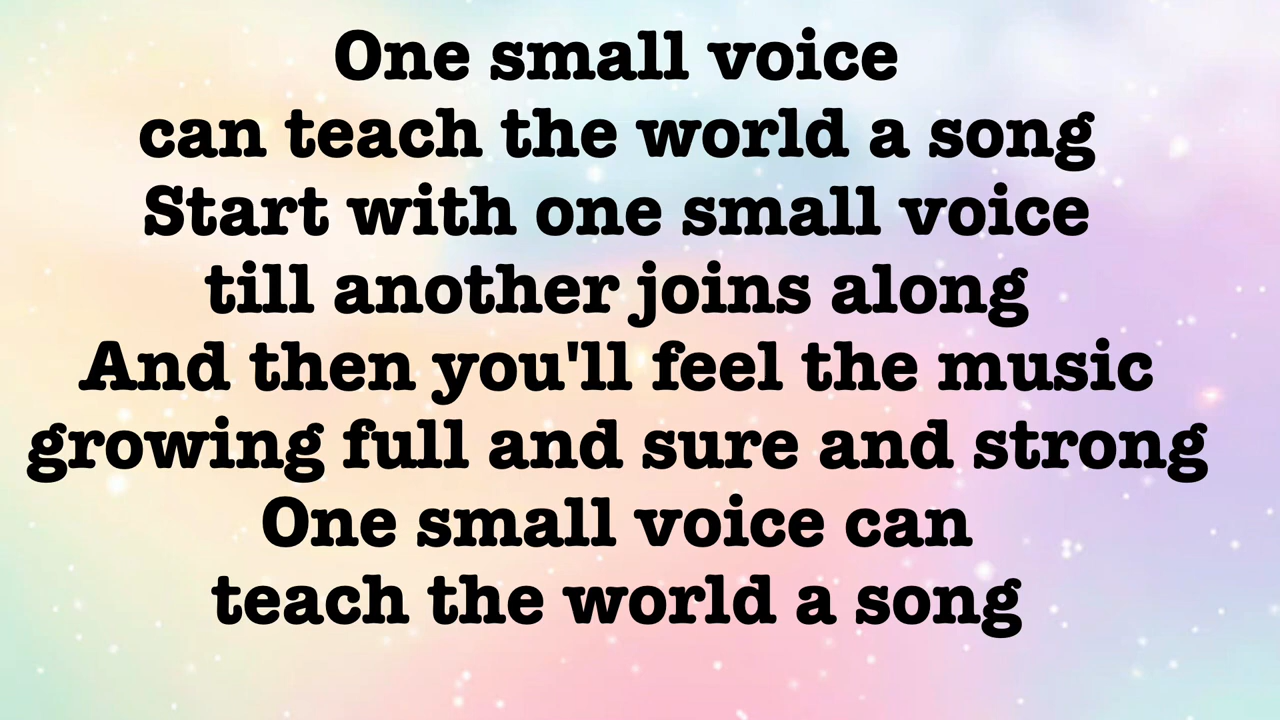 One small voice
can teach the world a song
Start with one small voice
till another joins along
And then you'll feel the music
growing full and sure and strong
One small voice can
teach the world a song